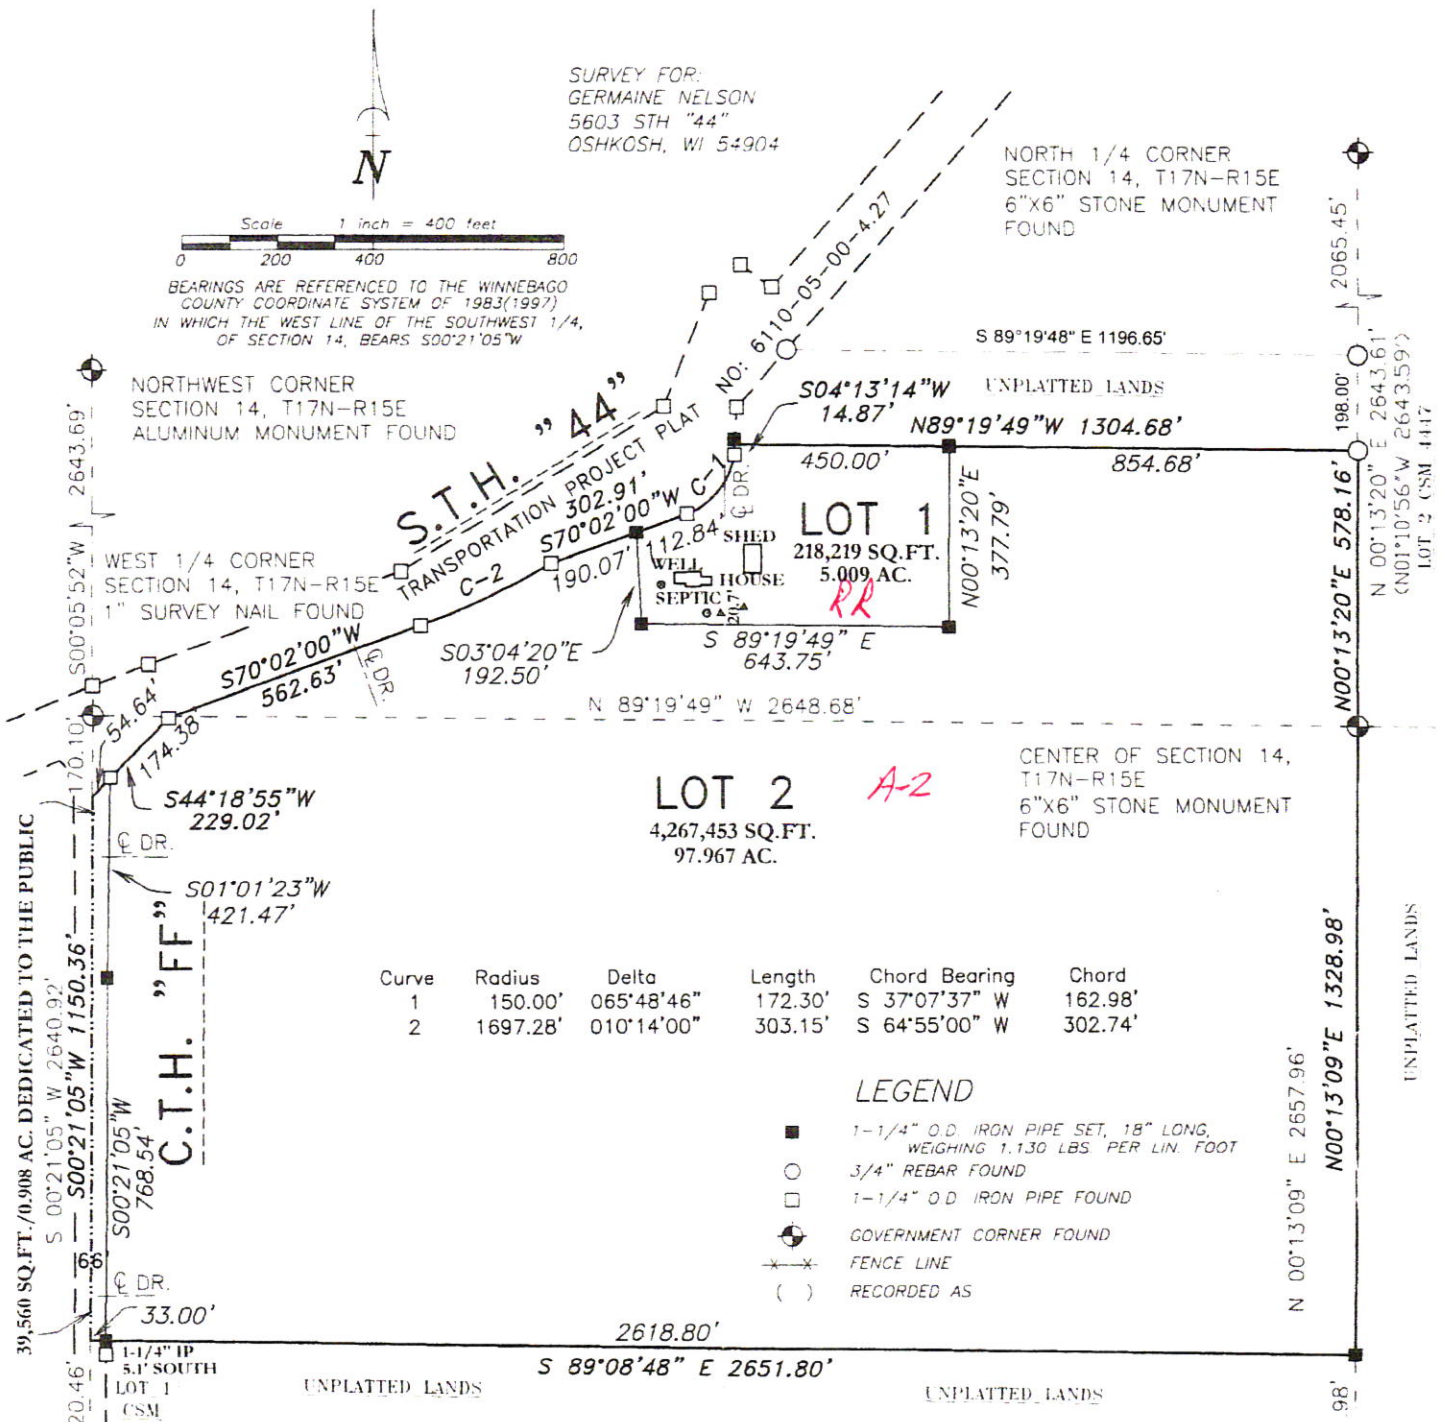 SURVEY FOR:
GERMAINE NELSON
5603 STH "44"
OSHKOSH, WI 54904
N
Scale 1 inch = 400 feet
0 200 400 800
BEARINGS ARE REFERENCED TO THE WINNEBAGO
COUNTY COORDINATE SYSTEM OF 1983(1997)
IN WHICH THE WEST LINE OF THE SOUTHWEST 1/4,
OF SECTION 14, BEARS S00°21'05"W
NORTH 1/4 CORNER
SECTION 14, T17N-R15E
6"X6" STONE MONUMENT
FOUND
2065.45'
NORTHWEST CORNER
SECTION 14, T17N-R15E
ALUMINUM MONUMENT FOUND
S00°05'52"W 2643.69'
WEST 1/4 CORNER
SECTION 14, T17N-R15E
1" SURVEY NAIL FOUND
S.T.H. "44"
TRANSPORTATION PROJECT PLAT NO: 6110-05-00-4.27
S 89°19'48" E 1196.65'
UNPLATTED LANDS
198.00'
N 00°13'20" E 2643.61'
(N01°10'56"W 2643.59')
LOT 2 CSM 4447
S04°13'14"W
14.87'
N89°19'49"W 1304.68'
450.00'
854.68'
C-1
℄ DR.
302.91'
S70°02'00"W
112.84'
190.07'
C-2
LOT 1
218,219 SQ.FT.
5.009 AC.
RR
SHED
WELL
HOUSE
SEPTIC
20.7'
N00°13'20"E
377.79'
N00°13'20"E 578.16'
S 89°19'49" E
643.75'
S03°04'20"E
192.50'
S70°02'00"W
562.63'
℄ DR.
N 89°19'49" W 2648.68'
54.64'
174.38'
170.10'
S44°18'55"W
229.02'
℄ DR.
S01°01'23"W
421.47'
LOT 2
4,267,453 SQ.FT.
97.967 AC.
A-2
CENTER OF SECTION 14,
T17N-R15E
6"X6" STONE MONUMENT
FOUND
39,560 SQ.FT./0.908 AC. DEDICATED TO THE PUBLIC
S 00°21'05" W 2640.92'
S00°21'05"W 1150.36'
S00°21'05"W
768.54'
C.T.H. "FF"
Curve Radius Delta Length Chord Bearing Chord
1 150.00' 065°48'46" 172.30' S 37°07'37" W 162.98'
2 1697.28' 010°14'00" 303.15' S 64°55'00" W 302.74'
LEGEND
1-1/4" O.D. IRON PIPE SET, 18" LONG,
WEIGHING 1.130 LBS. PER LIN. FOOT
3/4" REBAR FOUND
1-1/4" O.D IRON PIPE FOUND
GOVERNMENT CORNER FOUND
FENCE LINE
( ) RECORDED AS
N 00°13'09" E 2657.96'
N00°13'09"E 1328.98'
UNPLATTED LANDS
66'
℄ DR.
33.00'
2618.80'
S 89°08'48" E 2651.80'
1-1/4" IP
5.1' SOUTH
LOT 1
CSM
UNPLATTED LANDS
UNPLATTED LANDS
20.46'
98'